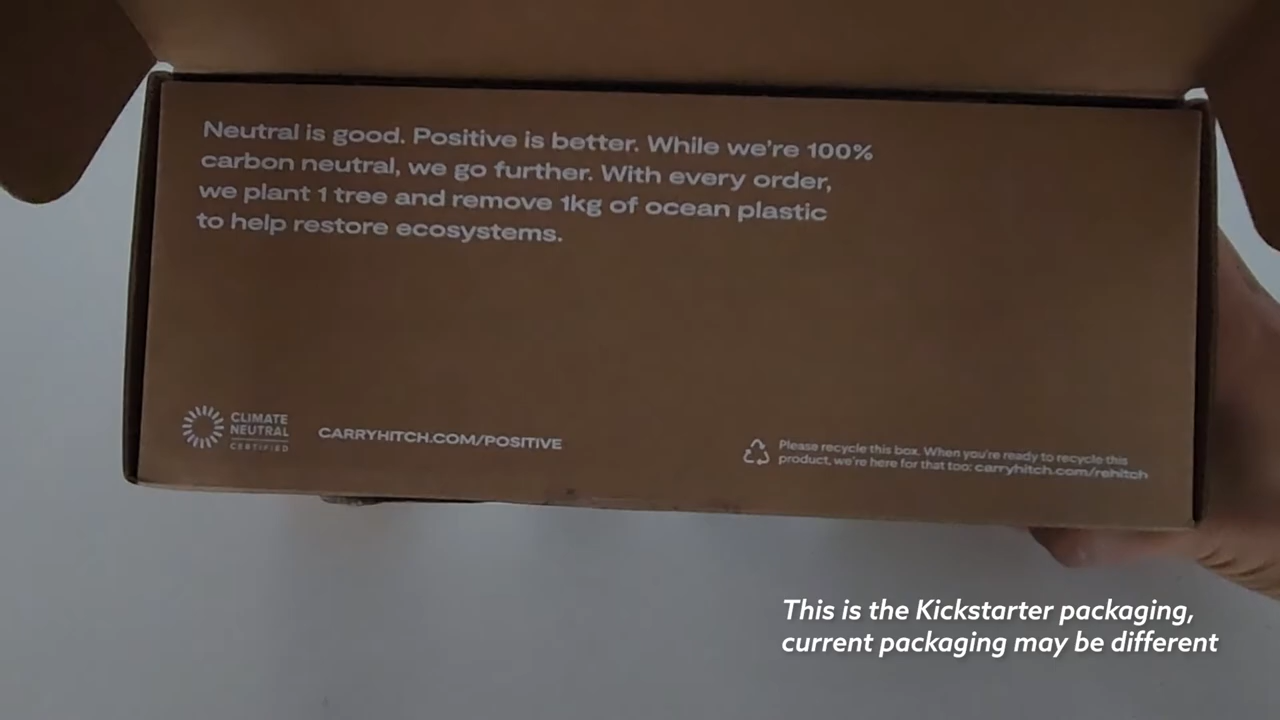 Neutral is good. Positive is better. While we're 100%
carbon neutral, we go further. With every order,
we plant 1 tree and remove 1kg of ocean plastic
to help restore ecosystems.
CLIMATE
NEUTRAL
CERTIFIED
CARRYHITCH.COM/POSITIVE
Please recycle this box. When you're ready to recycle this
product, we're here for that too: carryhitch.com/rehitch
This is the Kickstarter packaging,
current packaging may be different